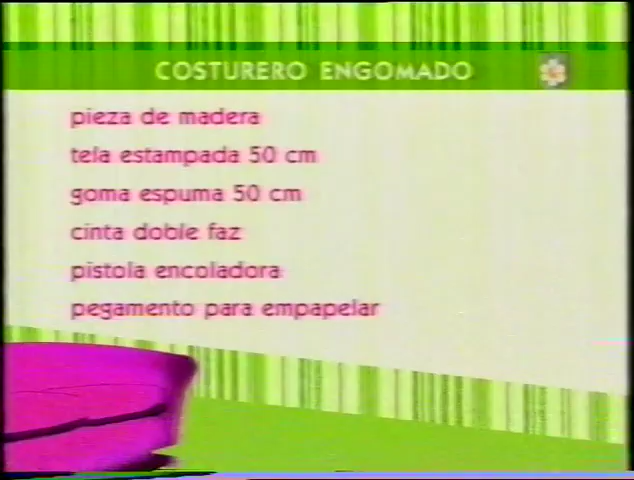 COSTURERO ENGOMADO
pieza de madera
tela estampada 50 cm
goma espuma 50 cm
cinta doble faz
pistola encoladora
pegamento para empapelar